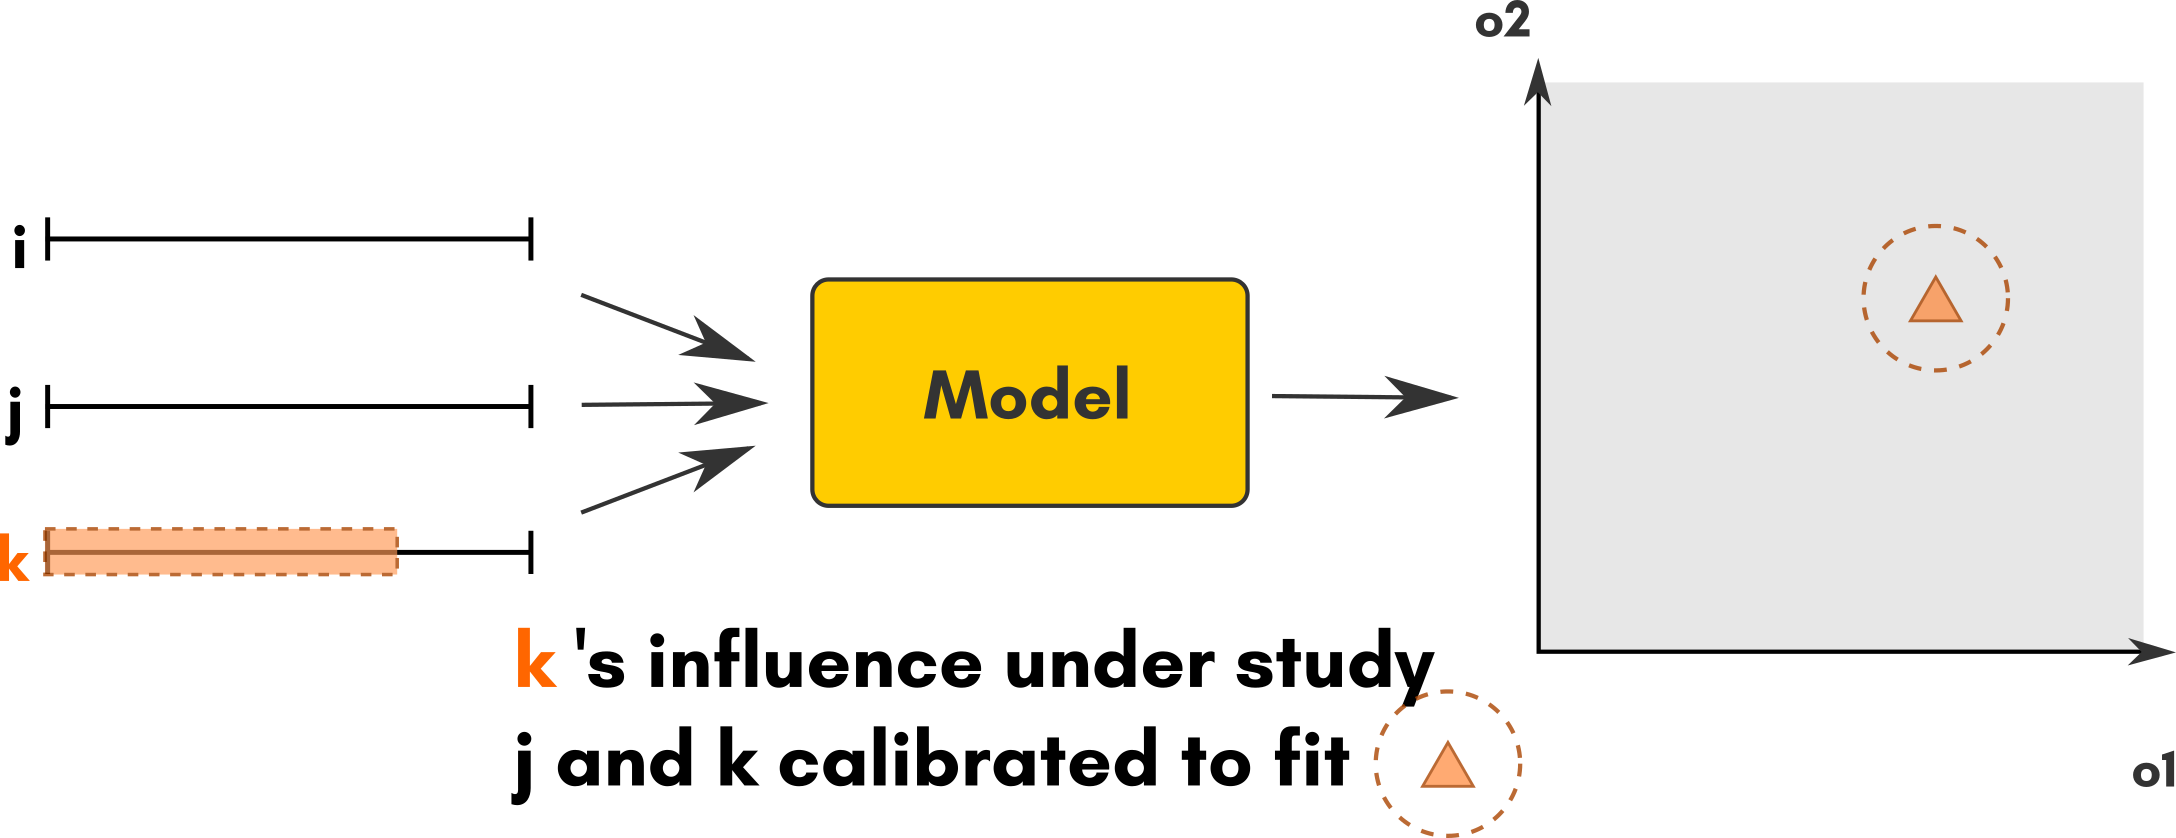 o2
i
j
k
Model
k 's influence under study
j and k calibrated to fit
o1